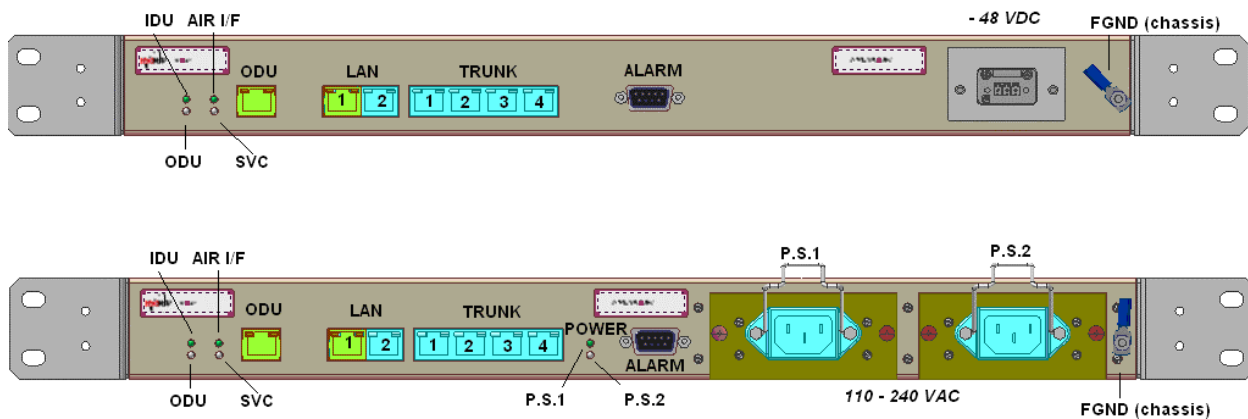 IDU AIR I/F - 48 VDC FGND (chassis)
ODU LAN TRUNK ALARM
1 2 1 2 3 4
ODU SVC
IDU AIR I/F P.S.1 P.S.2
ODU LAN TRUNK POWER
1 2 1 2 3 4
ALARM
ODU SVC P.S.1 P.S.2 110 - 240 VAC FGND (chassis)